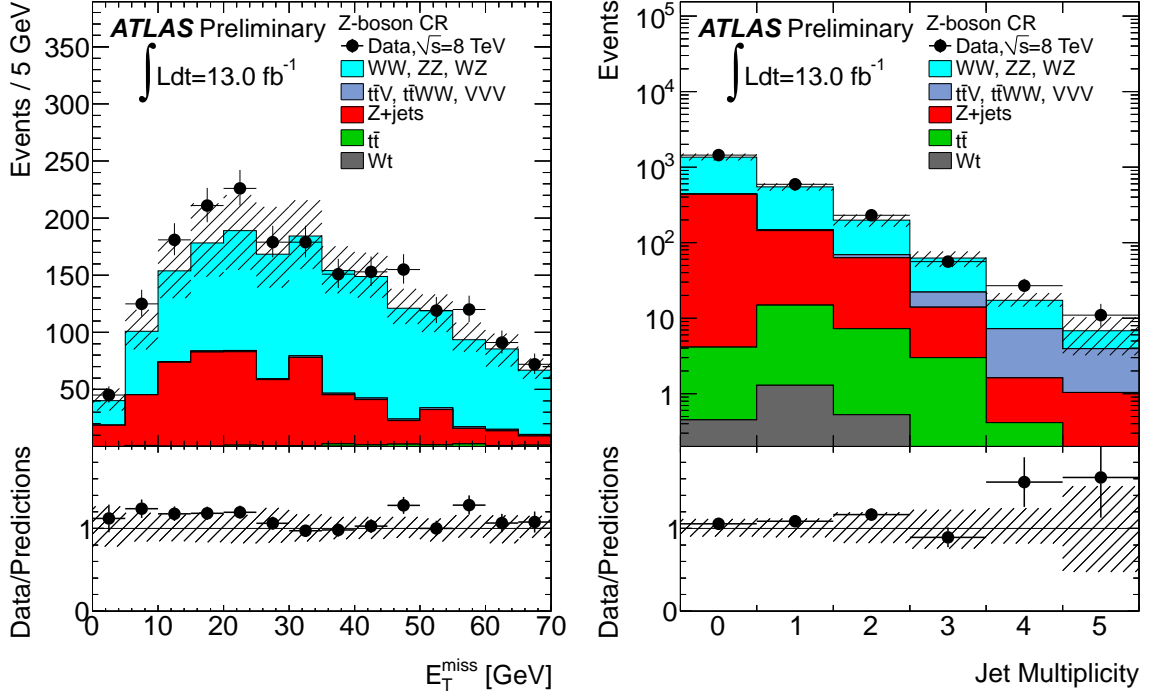 ATLAS Preliminary
∫ Ldt=13.0 fb⁻¹
Z-boson CR
Data,√s=8 TeV
WW, ZZ, WZ
tt̄V, tt̄WW, VVV
Z+jets
tt̄
Wt
Events / 5 GeV
350
300
250
200
150
100
50
Data/Predictions
1
0
0 10 20 30 40 50 60 70
E_T^miss [GeV]
ATLAS Preliminary
∫ Ldt=13.0 fb⁻¹
Z-boson CR
Data,√s=8 TeV
WW, ZZ, WZ
tt̄V, tt̄WW, VVV
Z+jets
tt̄
Wt
Events
10⁵
10⁴
10³
10²
10
1
Data/Predictions
1
0
0 1 2 3 4 5
Jet Multiplicity